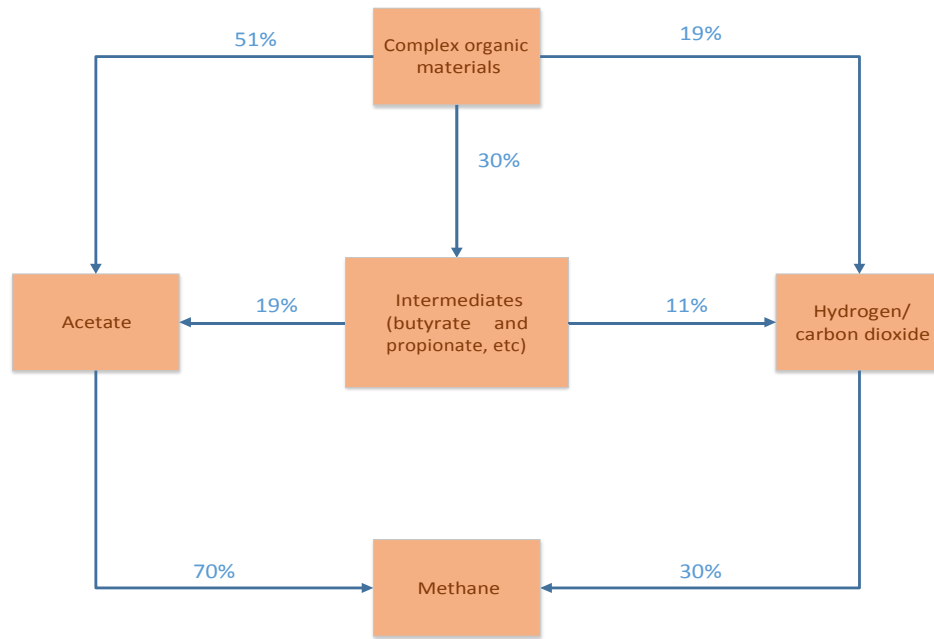 51%
Complex organic
materials
19%
30%
Acetate
19%
Intermediates
(butyrate and
propionate, etc)
11%
Hydrogen/
carbon dioxide
70%
Methane
30%